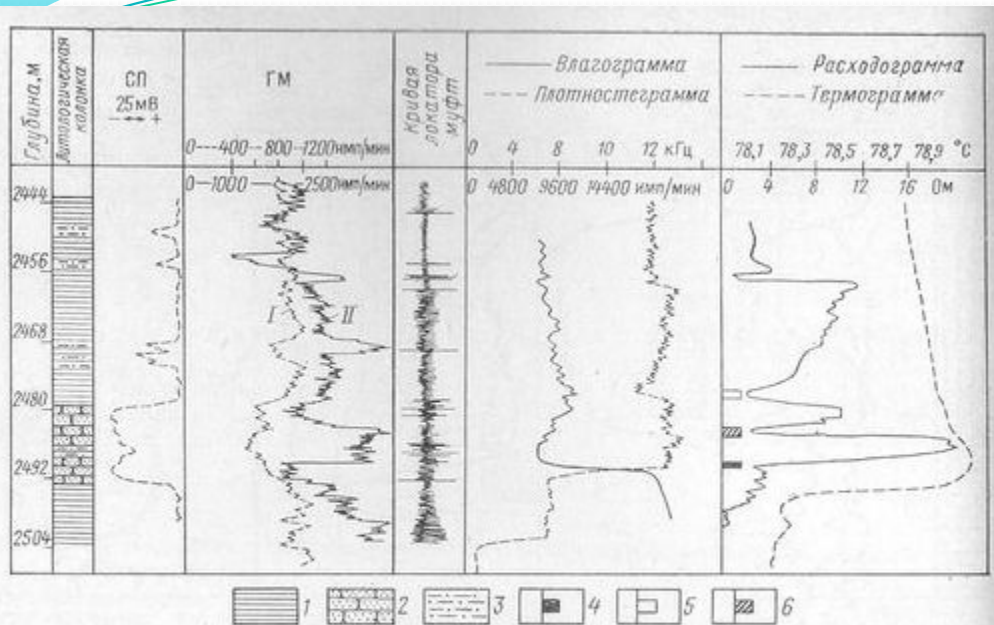 Глубина, м
Литологическая колонка
СП
25мВ
- +
ГМ
0---400 800 1200имп/мин
0-1000 2500имп/мин
Кривая локатора муфт
Влагограмма
Плотностеграмма
0 4 8 10 12 кГц
0 4800 9600 14400 имп/мин
Расходограмма
Термограмма
78,1 78,3 78,5 78,7 78,9 °С
0 4 8 12 16 0м
2444
2456
I II
2468
2480
2492
2504
1 2 3 4 5 6